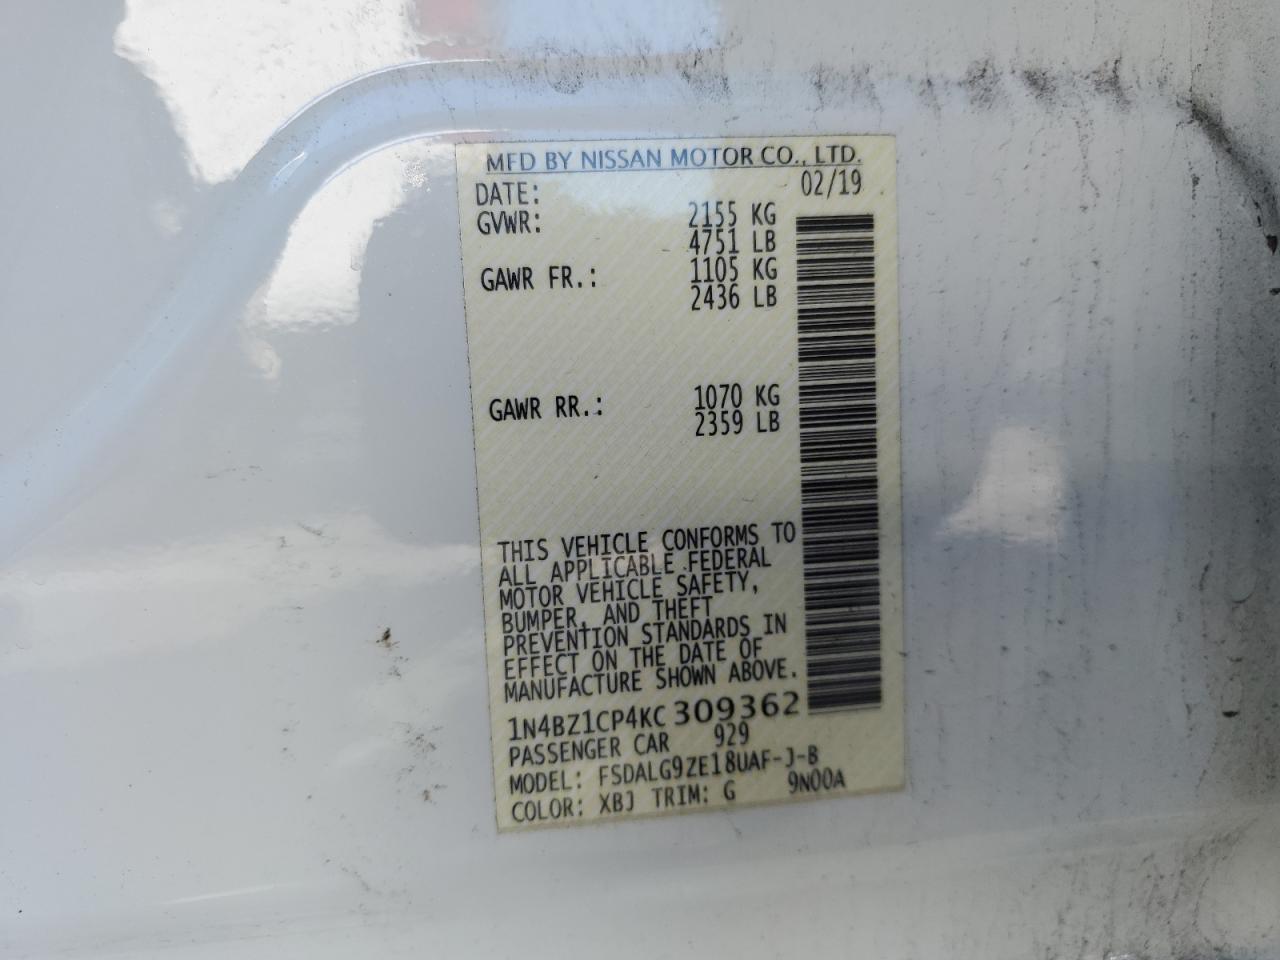 MFD BY NISSAN MOTOR CO., LTD.
DATE: 02/19
GVWR: 2155 KG
4751 LB
GAWR FR.: 1105 KG
2436 LB
GAWR RR.: 1070 KG
2359 LB
THIS VEHICLE CONFORMS TO
ALL APPLICABLE FEDERAL
MOTOR VEHICLE SAFETY,
BUMPER, AND THEFT
PREVENTION STANDARDS IN
EFFECT ON THE DATE OF
MANUFACTURE SHOWN ABOVE.
1N4BZ1CP4KC309362
PASSENGER CAR 929
MODEL: FSDALG9ZE18UAF-J-B
COLOR: XBJ TRIM: G 9N00A